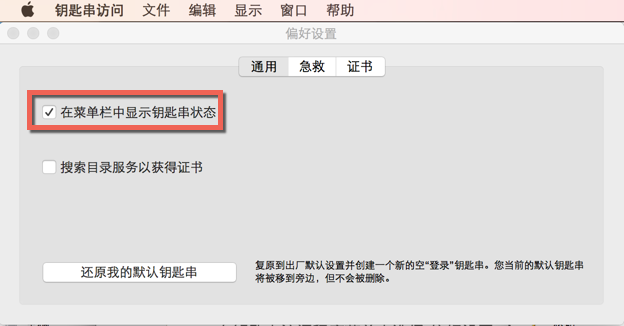 钥匙串访问 文件 编辑 显示 窗口 帮助
偏好设置
通用 急救 证书
在菜单栏中显示钥匙串状态
搜索目录服务以获得证书
还原我的默认钥匙串
复原到出厂默认设置并创建一个新的空“登录”钥匙串。您当前的默认钥匙串
将被移到旁边，但不会被删除。